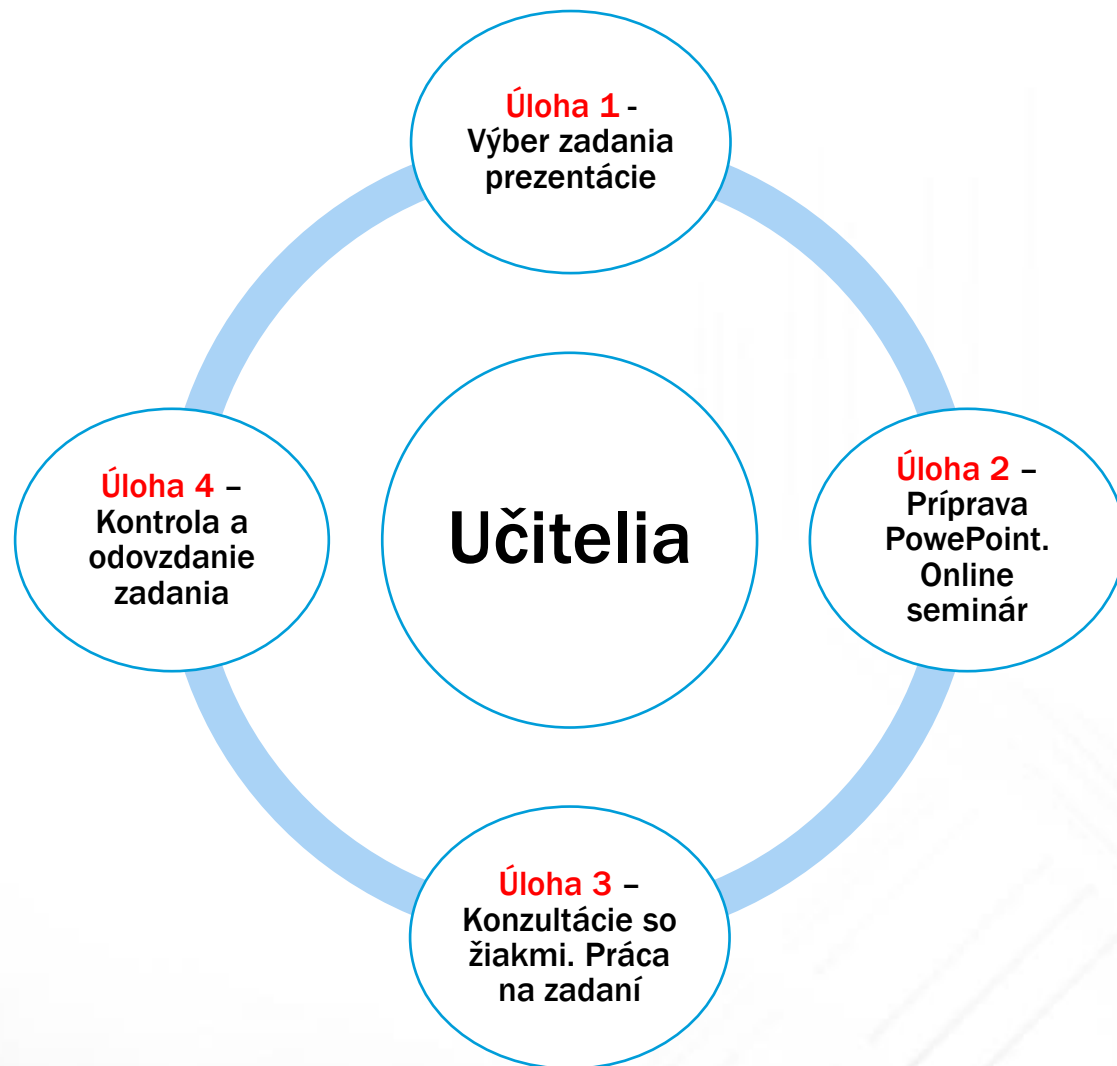 Úloha 1 -
Výber zadania
prezentácie
Úloha 2 –
Príprava
PowePoint.
Online
seminár
Úloha 3 –
Konzultácie so
žiakmi. Práca
na zadaní
Úloha 4 –
Kontrola a
odovzdanie
zadania
Učitelia